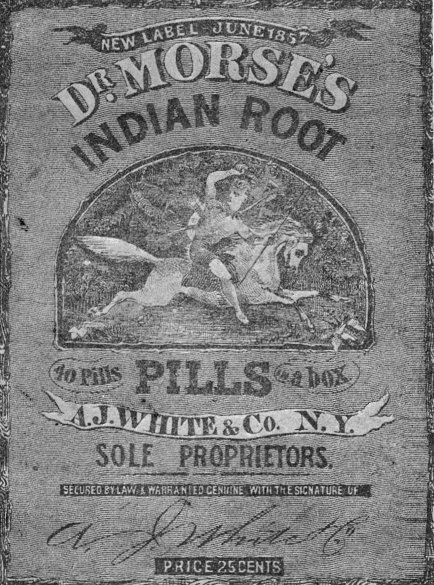 NEW LABEL JUNE 1857
DR. MORSE'S
INDIAN ROOT
40 Pills PILLS in a box
A.J. WHITE & Co. N.Y.
SOLE PROPRIETORS.
SECURED BY LAW & WARRANTED GENUINE WITH THE SIGNATURE OF
A J White & Co
PRICE 25 CENTS